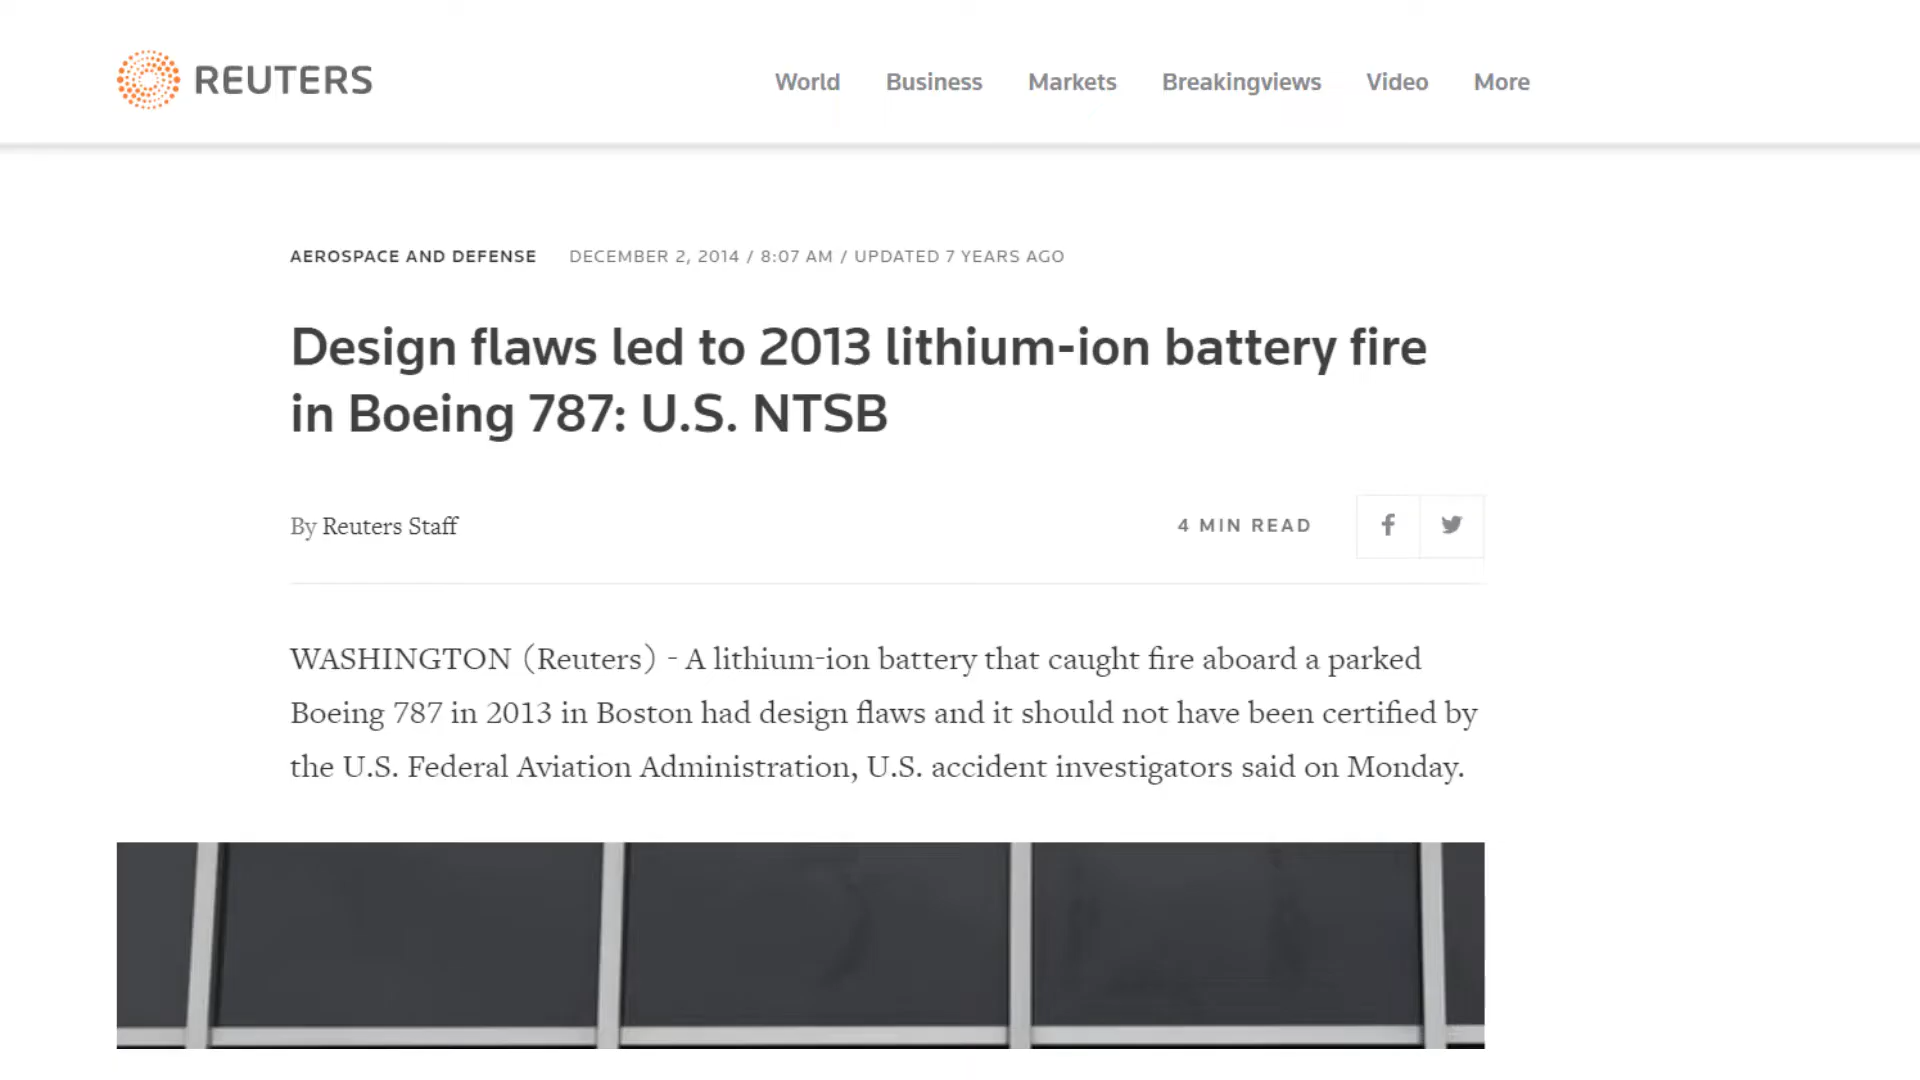 REUTERS
World Business Markets Breakingviews Video More
AEROSPACE AND DEFENSE DECEMBER 2, 2014 / 8:07 AM / UPDATED 7 YEARS AGO
Design flaws led to 2013 lithium-ion battery fire
in Boeing 787: U.S. NTSB
By Reuters Staff
4 MIN READ
WASHINGTON (Reuters) - A lithium-ion battery that caught fire aboard a parked
Boeing 787 in 2013 in Boston had design flaws and it should not have been certified by
the U.S. Federal Aviation Administration, U.S. accident investigators said on Monday.